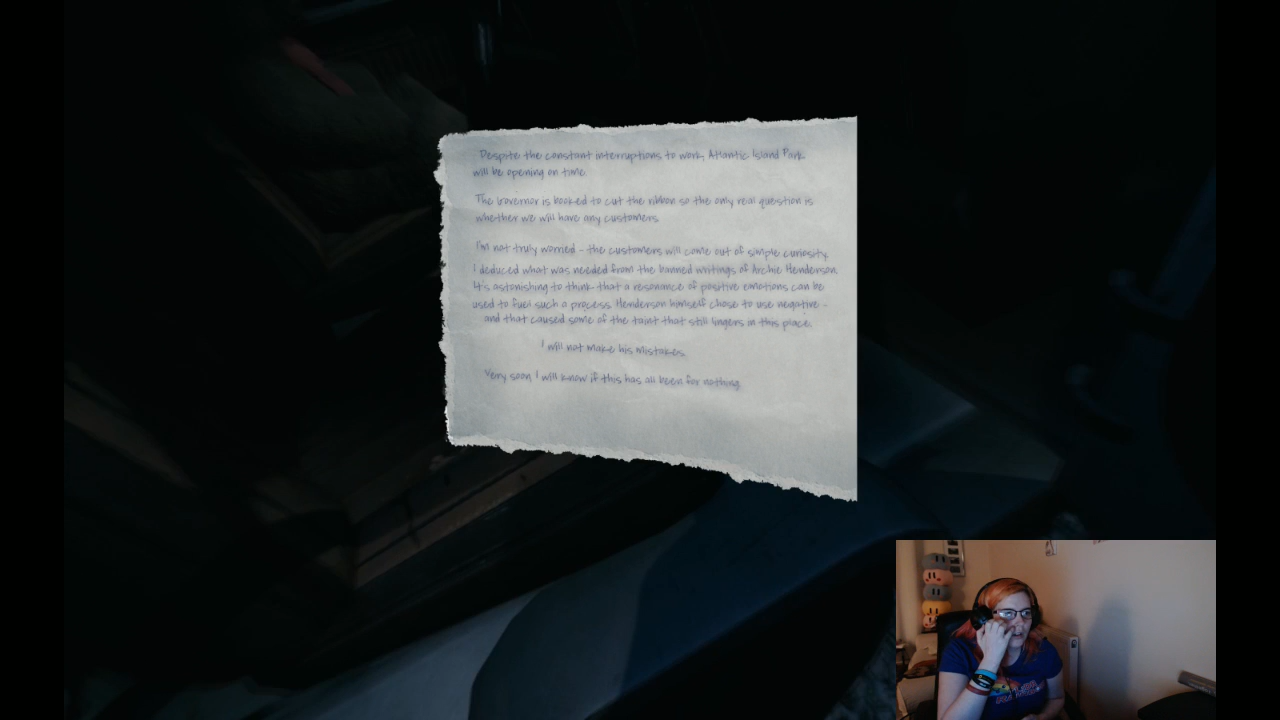 Despite the constant interruptions to work, Atlantic Island Park
will be opening on time.
The Governor is booked to cut the ribbon so the only real question is
whether we will have any customers.
I'm not truly worried - the customers will come out of simple curiosity.
I deduced what was needed from the banned writings of Archie Henderson.
It's astonishing to think that a resonance of positive emotions can be
used to fuel such a process. Henderson himself chose to use negative -
and that caused some of the taint that still lingers in this place.
I will not make his mistakes.
Very soon I will know if this has all been for nothing.